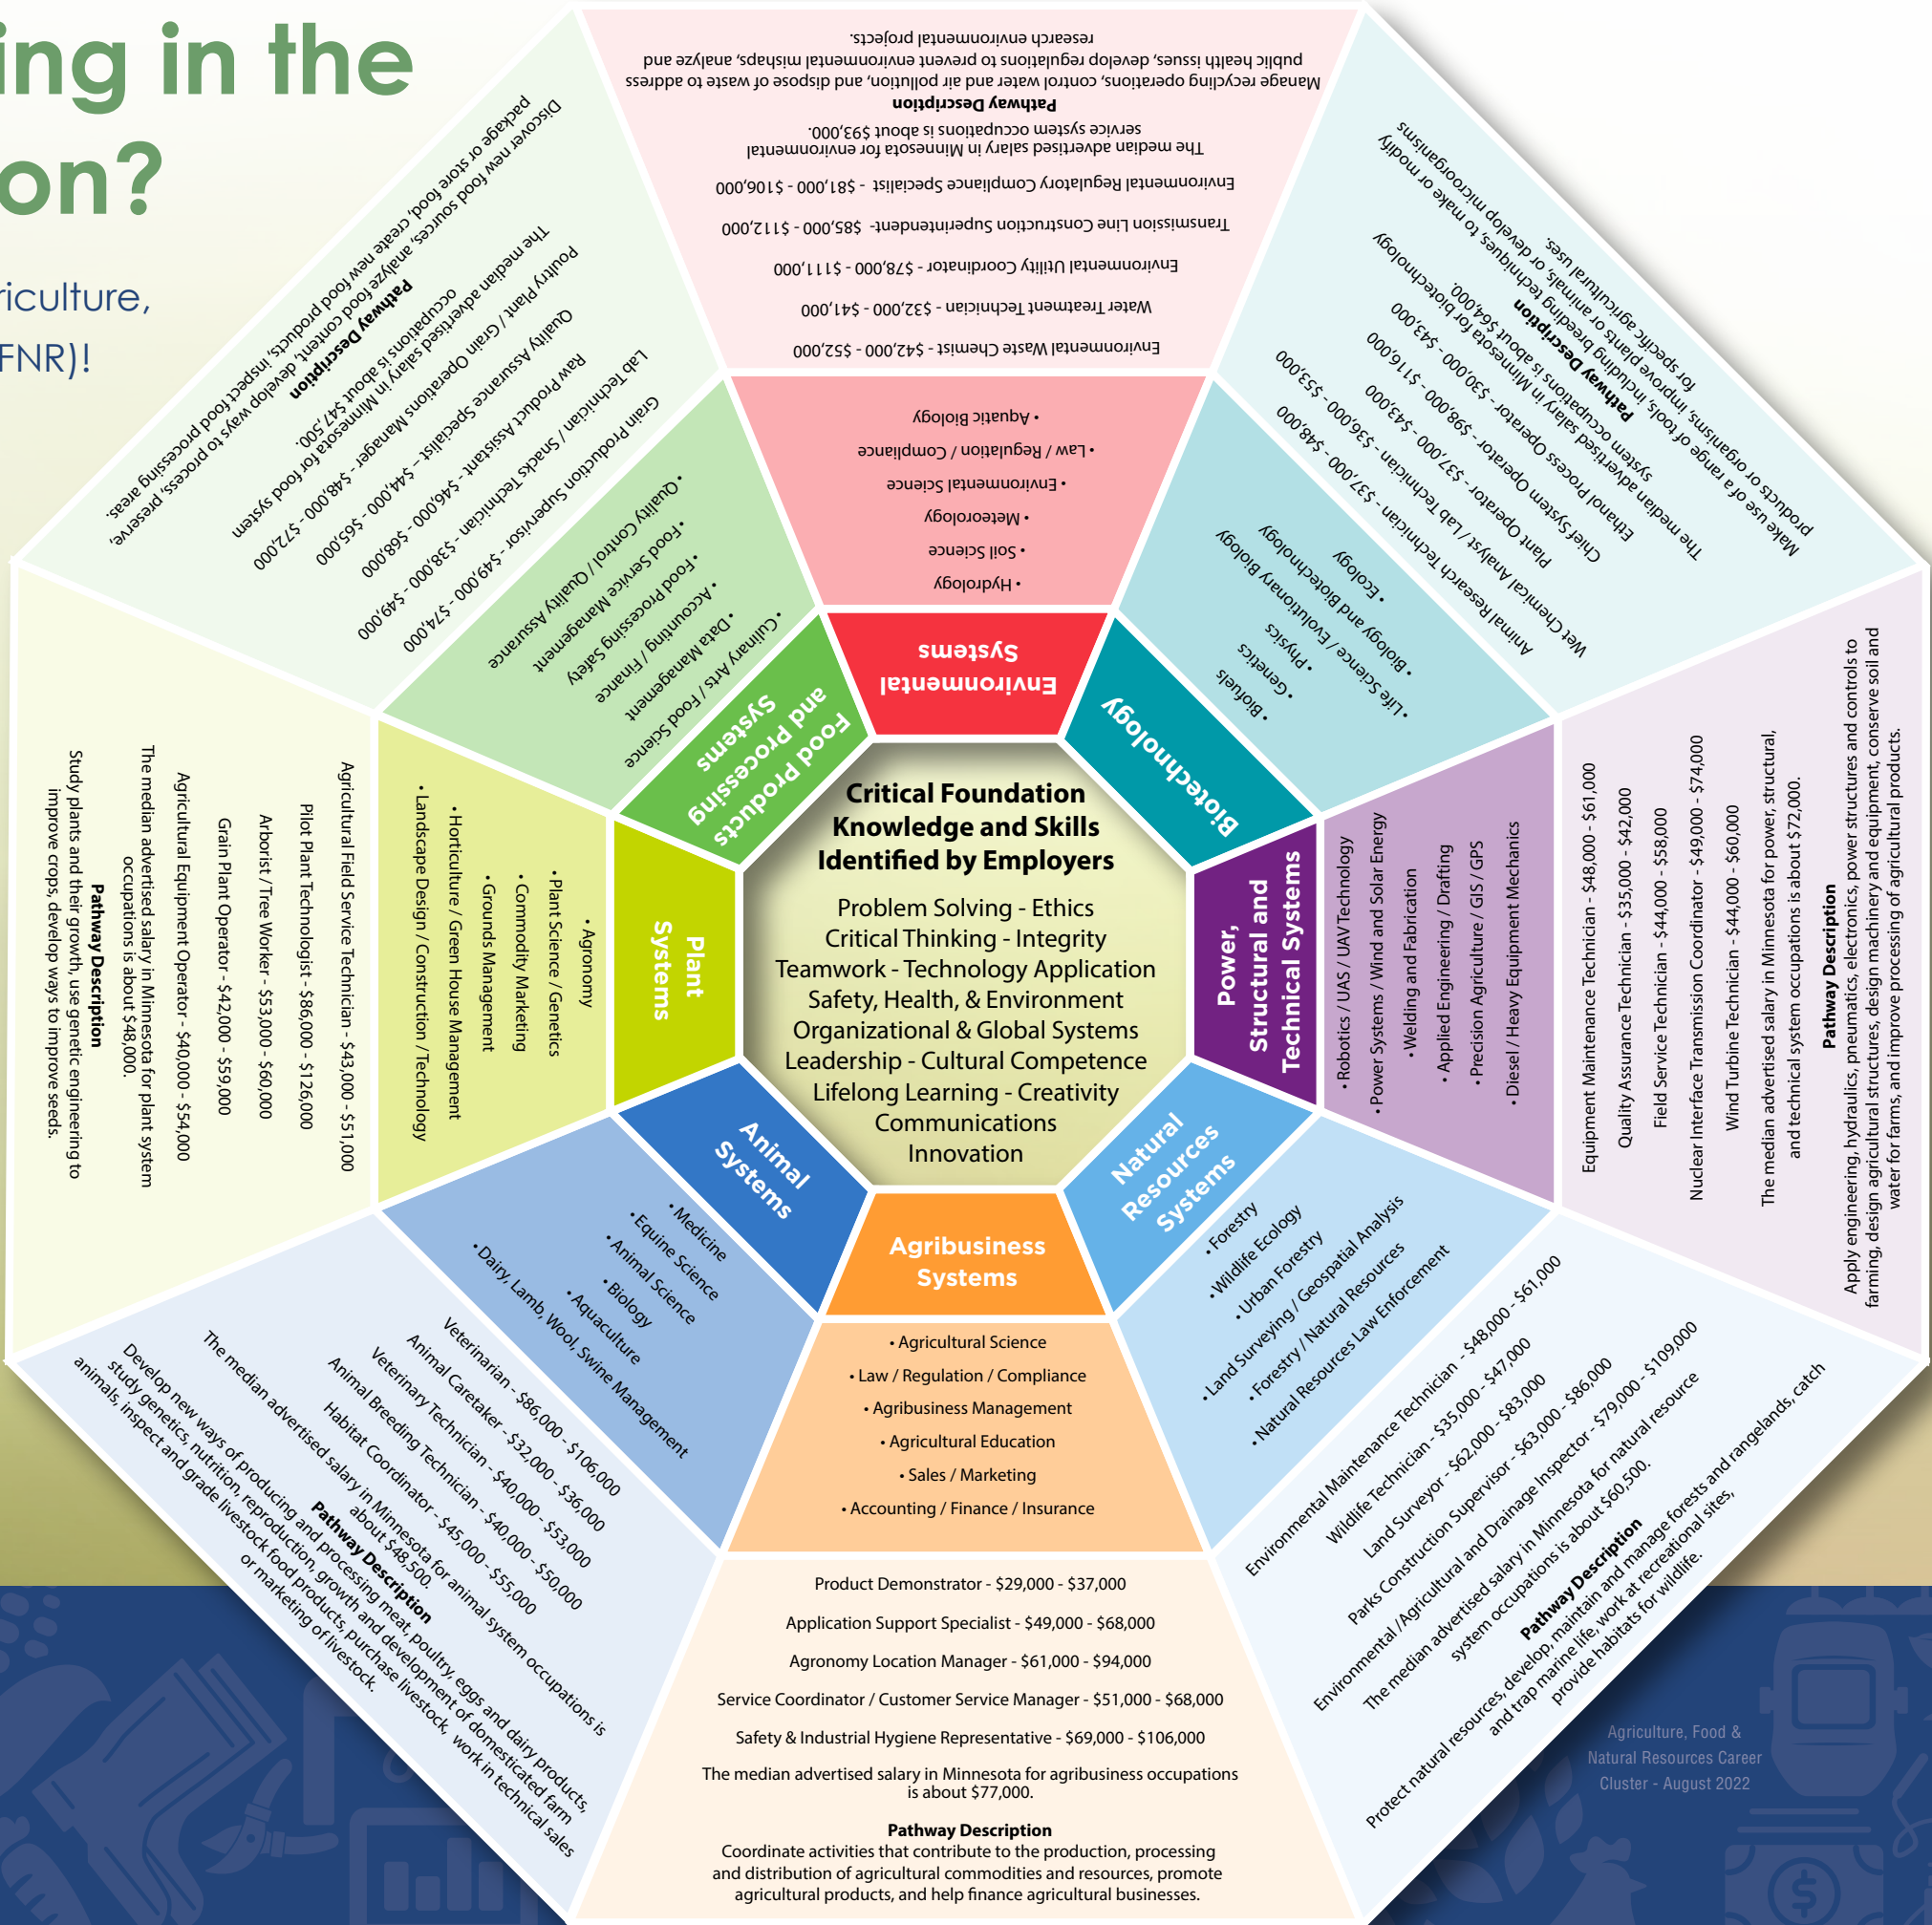 ing in the
on?
riculture,
FNR)!
Critical Foundation
Knowledge and Skills
Identified by Employers
Problem Solving - Ethics
Critical Thinking - Integrity
Teamwork - Technology Application
Safety, Health, & Environment
Organizational & Global Systems
Leadership - Cultural Competence
Lifelong Learning - Creativity
Communications
Innovation
Environmental
Systems
• Hydrology
• Soil Science
• Meteorology
• Environmental Science
• Law / Regulation / Compliance
• Aquatic Biology
Environmental Waste Chemist - $42,000 - $52,000
Water Treatment Technician - $32,000 - $41,000
Environmental Utility Coordinator - $78,000 - $111,000
Transmission Line Construction Superintendent- $85,000 - $112,000
Environmental Regulatory Compliance Specialist - $81,000 - $106,000
The median advertised salary in Minnesota for environmental
service system occupations is about $93,000.
Pathway Description
Manage recycling operations, control water and air pollution, and dispose of waste to address
public health issues, develop regulations to prevent environmental mishaps, analyze and
research environmental projects.
Biotechnology
• Biofuels
• Genetics
• Physics
• Life Science / Evolutionary Biology
• Biology and Biotechnology
• Ecology
Animal Research Technician - $37,000 - $48,000
Wet Chemical Analyst / Lab Technician - $36,000 - $53,000
Plant Operator - $37,000 - $43,000
Chief System Operator - $98,000 - $116,000
Ethanol Process Operator - $30,000 - $43,000
The median advertised salary in Minnesota for biotechnology
system occupations is about $64,000.
Pathway Description
Make use of a range of tools, including breeding techniques, to make or modify
products or organisms, improve plants or animals, or develop microorganisms
for specific agricultural uses.
Power,
Structural and
Technical Systems
• Robotics / UAS / UAV Technology
• Power Systems / Wind and Solar Energy
• Welding and Fabrication
• Applied Engineering / Drafting
• Precision Agriculture / GIS / GPS
• Diesel / Heavy Equipment Mechanics
Equipment Maintenance Technician - $48,000 - $61,000
Quality Assurance Technician - $35,000 - $42,000
Field Service Technician - $44,000 - $58,000
Nuclear Interface Transmission Coordinator - $49,000 - $74,000
Wind Turbine Technician - $44,000 - $60,000
The median advertised salary in Minnesota for power, structural,
and technical system occupations is about $72,000.
Pathway Description
Apply engineering, hydraulics, pneumatics, electronics, power structures and controls to
farming, design agricultural structures, design machinery and equipment, conserve soil and
water for farms, and improve processing of agricultural products.
Natural
Resources
Systems
• Forestry
• Wildlife Ecology
• Urban Forestry
• Land Surveying / Geospatial Analysis
• Forestry / Natural Resources
• Natural Resources Law Enforcement
Environmental Maintenance Technician - $48,000 - $61,000
Wildlife Technician - $35,000 - $47,000
Land Surveyor - $62,000 - $83,000
Parks Construction Supervisor - $63,000 - $86,000
Environmental /Agricultural and Drainage Inspector - $79,000 - $109,000
The median advertised salary in Minnesota for natural resource
system occupations is about $60,500.
Pathway Description
Protect natural resources, develop, maintain and manage forests and rangelands, catch
and trap marine life, work at recreational sites,
provide habitats for wildlife.
Agribusiness
Systems
• Agricultural Science
• Law / Regulation / Compliance
• Agribusiness Management
• Agricultural Education
• Sales / Marketing
• Accounting / Finance / Insurance
Product Demonstrator - $29,000 - $37,000
Application Support Specialist - $49,000 - $68,000
Agronomy Location Manager - $61,000 - $94,000
Service Coordinator / Customer Service Manager - $51,000 - $68,000
Safety & Industrial Hygiene Representative - $69,000 - $106,000
The median advertised salary in Minnesota for agribusiness occupations
is about $77,000.
Pathway Description
Coordinate activities that contribute to the production, processing
and distribution of agricultural commodities and resources, promote
agricultural products, and help finance agricultural businesses.
Animal
Systems
• Medicine
• Equine Science
• Animal Science
• Biology
• Aquaculture
• Dairy, Lamb, Wool, Swine Management
Veterinarian - $86,000 - $106,000
Animal Caretaker - $32,000 - $36,000
Veterinary Technician - $40,000 - $53,000
Animal Breeding Technician - $40,000 - $50,000
Habitat Coordinator - $45,000 - $55,000
The median advertised salary in Minnesota for animal system occupations is
about $48,500.
Pathway Description
Develop new ways of producing and processing meat, poultry, eggs and dairy products,
study genetics, nutrition, reproduction, growth and development of domesticated farm
animals, inspect and grade livestock food products, purchase livestock, work in technical sales
or marketing of livestock.
Plant
Systems
• Agronomy
• Plant Science / Genetics
• Commodity Marketing
• Grounds Management
• Horticulture / Green House Management
• Landscape Design / Construction / Technology
Agricultural Field Service Technician - $43,000 - $51,000
Pilot Plant Technologist - $86,000 - $126,000
Arborist /Tree Worker - $53,000 - $60,000
Grain Plant Operator - $42,000 - $59,000
Agricultural Equipment Operator - $40,000 - $54,000
The median advertised salary in Minnesota for plant system
occupations is about $48,000.
Pathway Description
Study plants and their growth, use genetic engineering to
improve crops, develop ways to improve seeds.
Food Products
and Processing
Systems
• Culinary Arts / Food Science
• Data Management
• Accounting / Finance
• Food Processing Safety
• Food Service Management
• Quality Control / Quality Assurance
Grain Production Supervisor - $49,000 - $74,000
Lab Technician / Snacks Technician - $38,000 - $49,000
Raw Product Assistant - $46,000 - $68,000
Quality Assurance Specialist – $44,000 - $65,000
Poultry Plant / Grain Operations Manager - $48,000 - $72,000
The median advertised salary in Minnesota for food system
occupations is about $47,500.
Pathway Description
Discover new food sources, analyze food content, develop ways to process, preserve,
package or store food, create new food products, inspect food processing areas.
Agriculture, Food &
Natural Resources Career
Cluster - August 2022
$